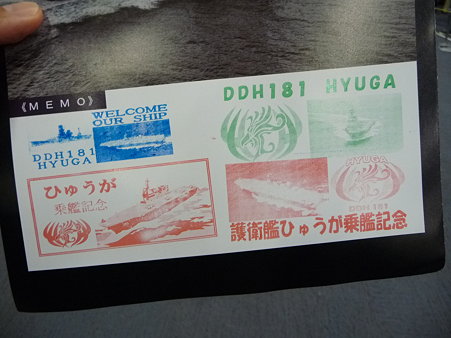 《MEMO》
WELCOME
OUR SHIP
DDH181
HYUGA
ひゅうが
乗艦記念
DDH181 HYUGA
HYUGA
DDH 181
護衛艦ひゅうが乗艦記念